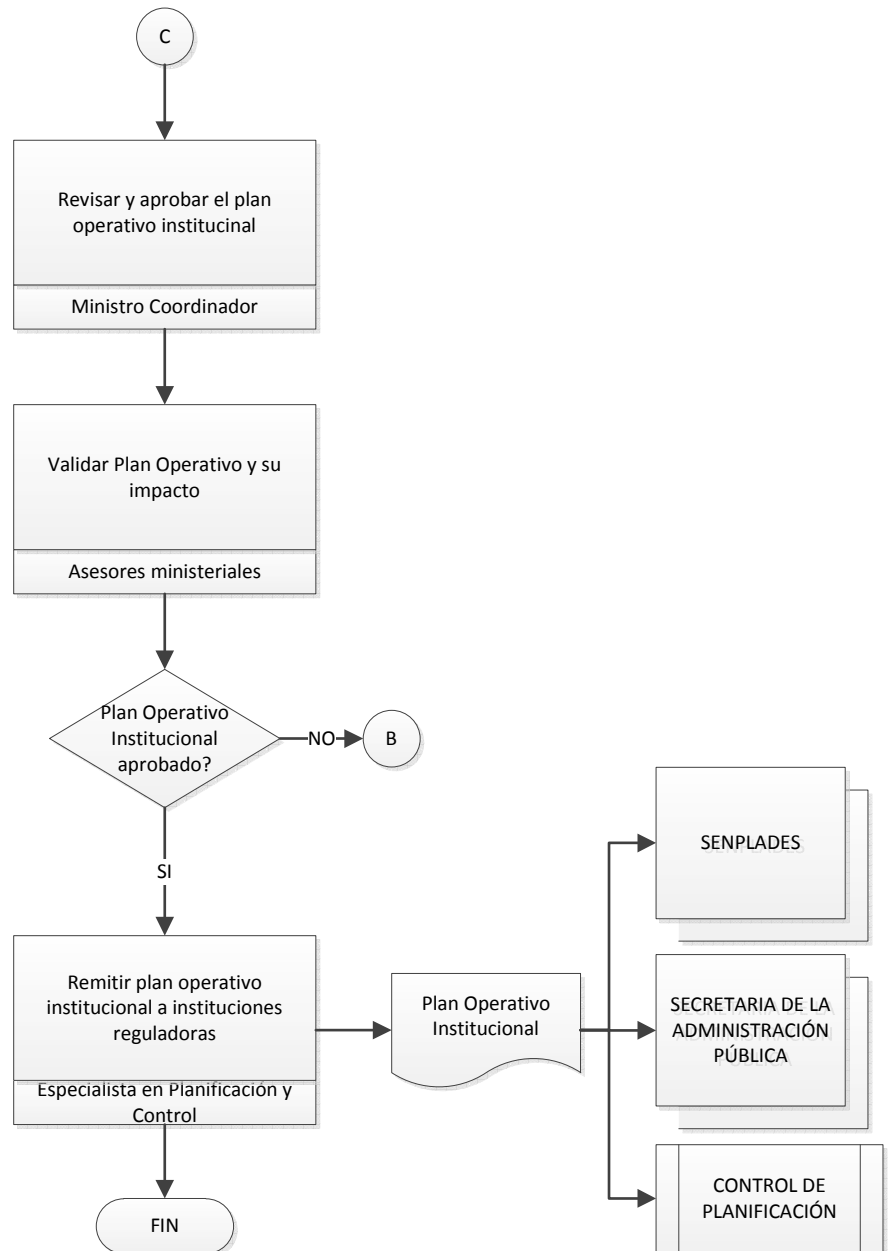 C
Revisar y aprobar el plan
operativo institucinal
Ministro Coordinador
Validar Plan Operativo y su
impacto
Asesores ministeriales
Plan Operativo
Institucional
aprobado?
NO
B
SI
Remitir plan operativo
institucional a instituciones
reguladoras
Especialista en Planificación y
Control
Plan Operativo
Institucional
SENPLADES
SECRETARIA DE LA
ADMINISTRACIÓN
PÚBLICA
CONTROL DE
PLANIFICACIÓN
FIN